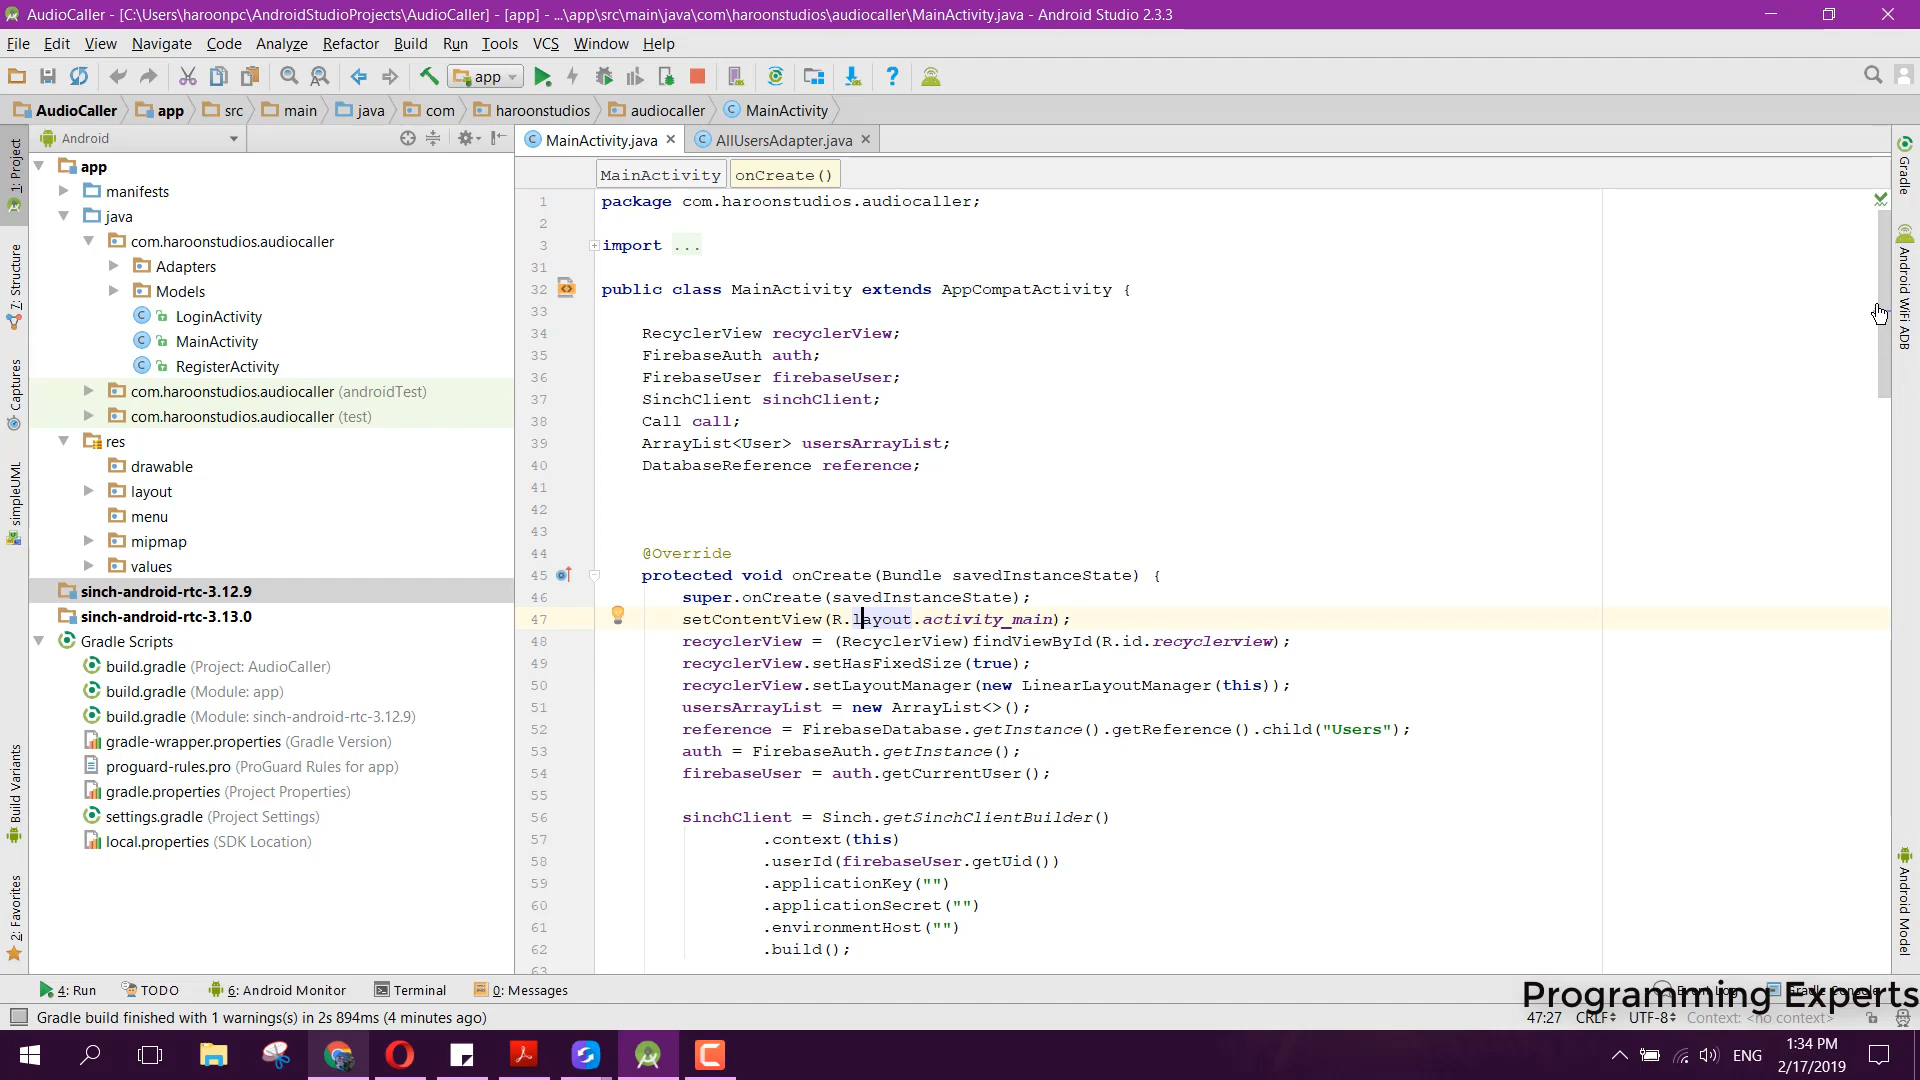 AudioCaller - [C:\Users\haroonpc\AndroidStudioProjects\AudioCaller] - [app] - ...\app\src\main\java\com\haroonstudios\audiocaller\MainActivity.java - Android Studio 2.3.3
File Edit View Navigate Code Analyze Refactor Build Run Tools VCS Window Help
app
AudioCaller app src main java com haroonstudios audiocaller MainActivity
Android
MainActivity.java AllUsersAdapter.java
MainActivity onCreate()
1: Project
7: Structure
Captures
simpleUML
Build Variants
2: Favorites
app
manifests
java
com.haroonstudios.audiocaller
Adapters
Models
LoginActivity
MainActivity
RegisterActivity
com.haroonstudios.audiocaller (androidTest)
com.haroonstudios.audiocaller (test)
res
drawable
layout
menu
mipmap
values
sinch-android-rtc-3.12.9
sinch-android-rtc-3.13.0
Gradle Scripts
build.gradle (Project: AudioCaller)
build.gradle (Module: app)
build.gradle (Module: sinch-android-rtc-3.12.9)
gradle-wrapper.properties (Gradle Version)
proguard-rules.pro (ProGuard Rules for app)
gradle.properties (Project Properties)
settings.gradle (Project Settings)
local.properties (SDK Location)
1 package com.haroonstudios.audiocaller;
2
3 import ...
31
32 public class MainActivity extends AppCompatActivity {
33
34 RecyclerView recyclerView;
35 FirebaseAuth auth;
36 FirebaseUser firebaseUser;
37 SinchClient sinchClient;
38 Call call;
39 ArrayList<User> usersArrayList;
40 DatabaseReference reference;
41
42
43
44 @Override
45 protected void onCreate(Bundle savedInstanceState) {
46 super.onCreate(savedInstanceState);
47 setContentView(R.layout.activity_main);
48 recyclerView = (RecyclerView)findViewById(R.id.recyclerview);
49 recyclerView.setHasFixedSize(true);
50 recyclerView.setLayoutManager(new LinearLayoutManager(this));
51 usersArrayList = new ArrayList<>();
52 reference = FirebaseDatabase.getInstance().getReference().child("Users");
53 auth = FirebaseAuth.getInstance();
54 firebaseUser = auth.getCurrentUser();
55
56 sinchClient = Sinch.getSinchClientBuilder()
57 .context(this)
58 .userId(firebaseUser.getUid())
59 .applicationKey("")
60 .applicationSecret("")
61 .environmentHost("")
62 .build();
63
Gradle
Android WiFi ADB
Android Model
4: Run TODO 6: Android Monitor Terminal 0: Messages Event Log Gradle Console
Programming Experts
Gradle build finished with 1 warnings(s) in 2s 894ms (4 minutes ago) 47:27 CRLF UTF-8 Context: <no context>
ENG
1:34 PM
2/17/2019